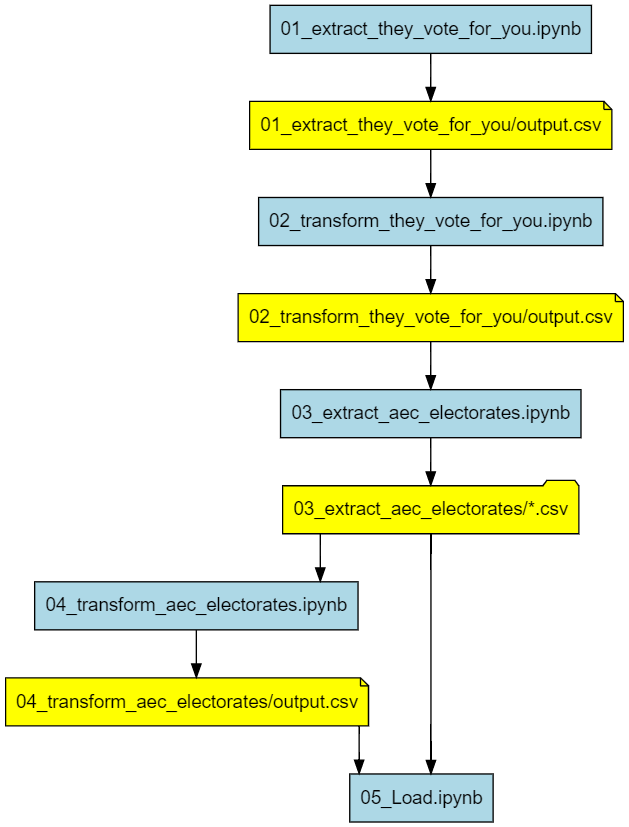 01_extract_they_vote_for_you.ipynb
01_extract_they_vote_for_you/output.csv
02_transform_they_vote_for_you.ipynb
02_transform_they_vote_for_you/output.csv
03_extract_aec_electorates.ipynb
03_extract_aec_electorates/*.csv
04_transform_aec_electorates.ipynb
04_transform_aec_electorates/output.csv
05_Load.ipynb